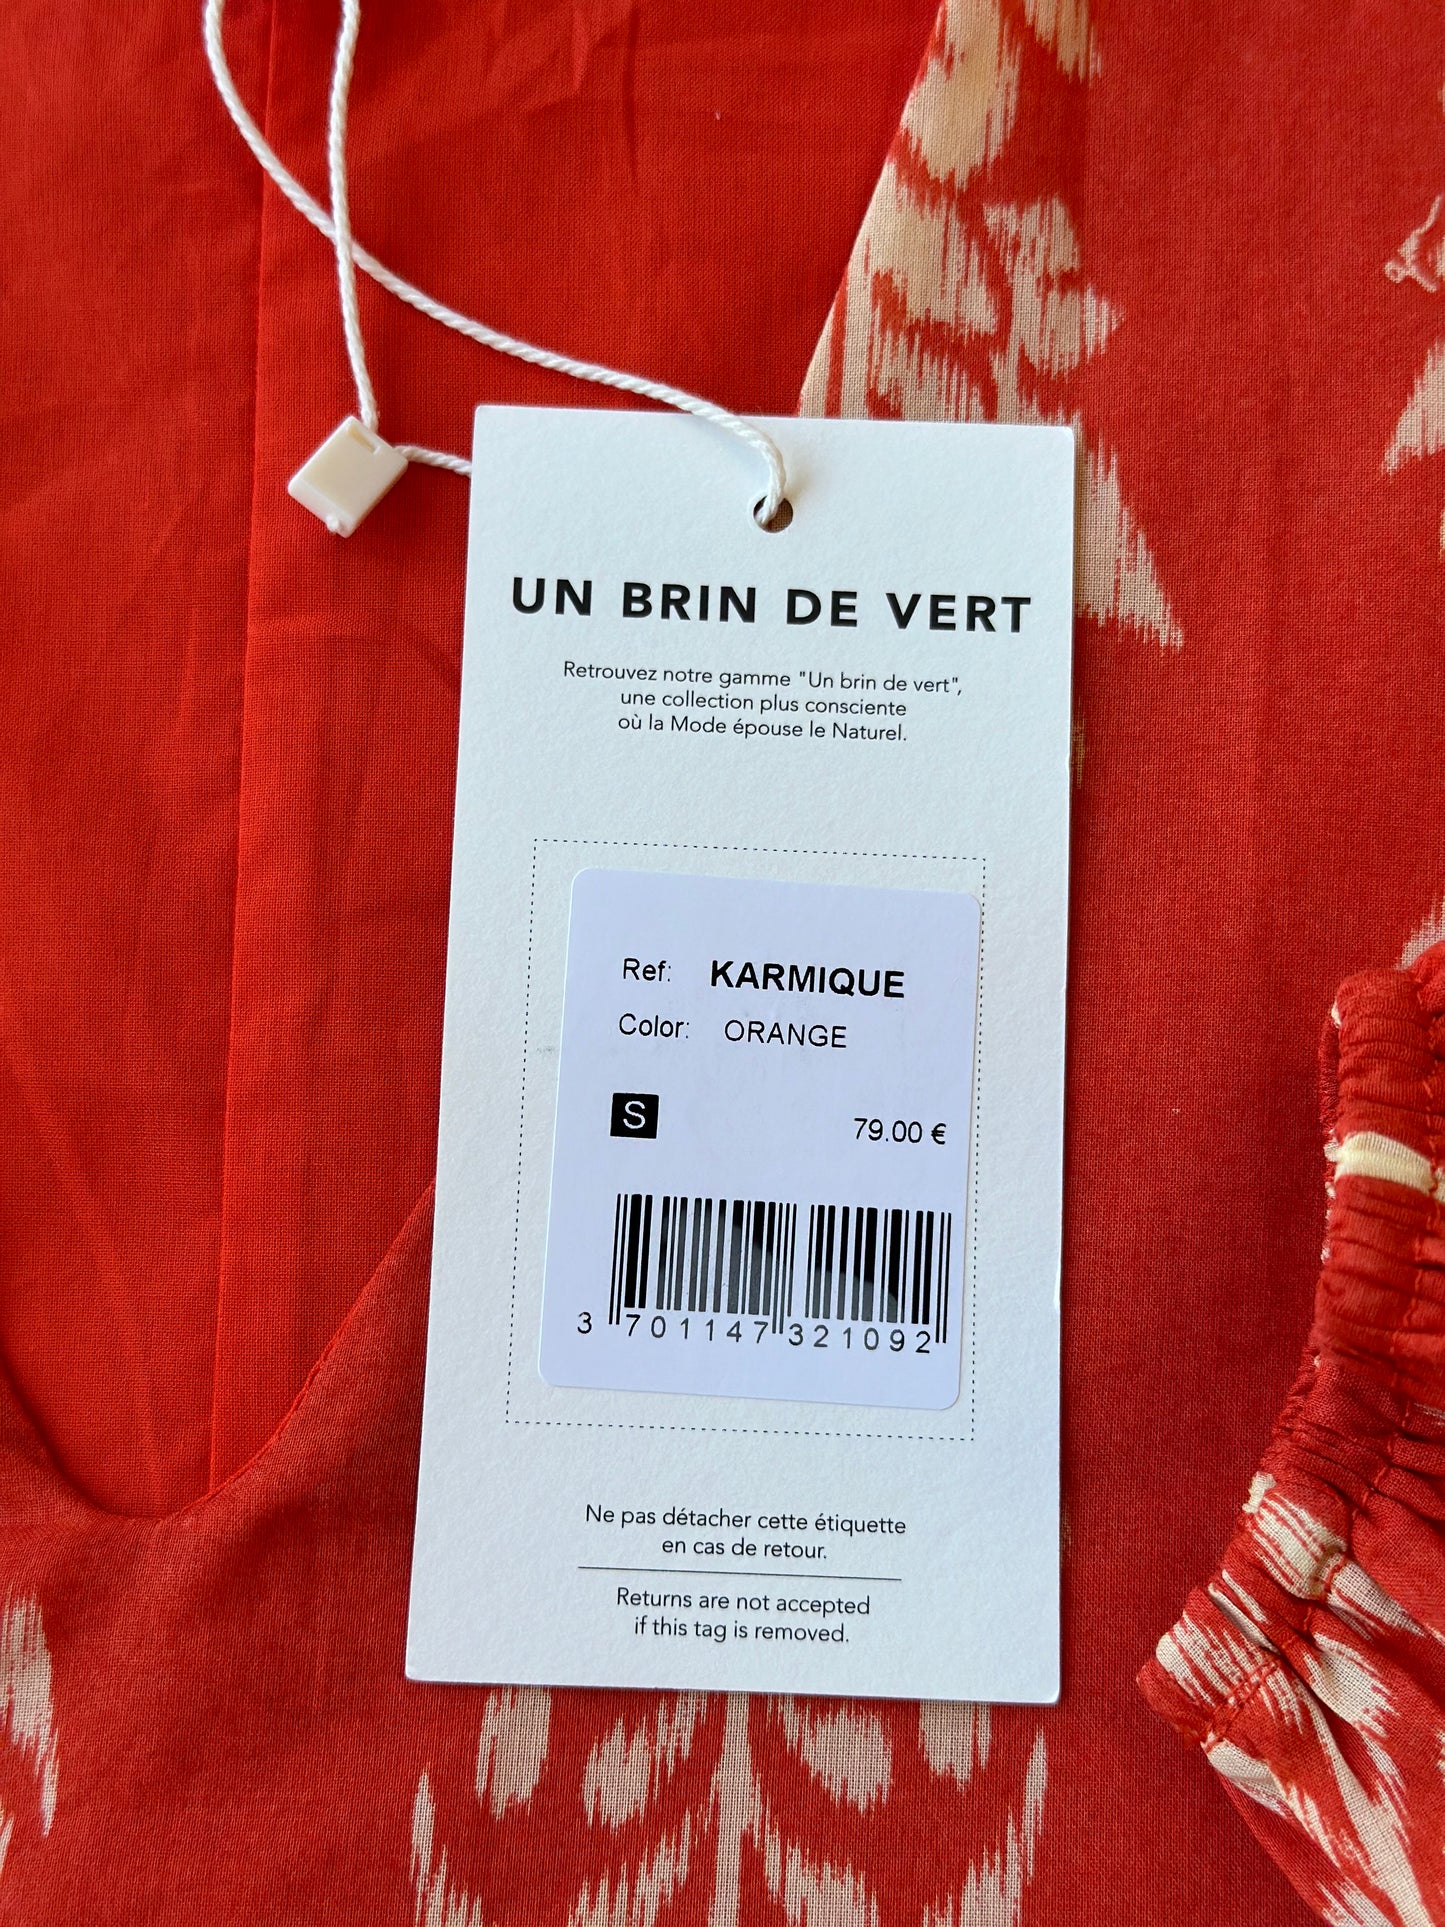 UN BRIN DE VERT
Retrouvez notre gamme "Un brin de vert",
une collection plus consciente
où la Mode épouse le Naturel.
Ref: KARMIQUE
Color: ORANGE
S 79.00 €
3 701147 321092
Ne pas détacher cette étiquette
en cas de retour.
Returns are not accepted
if this tag is removed.